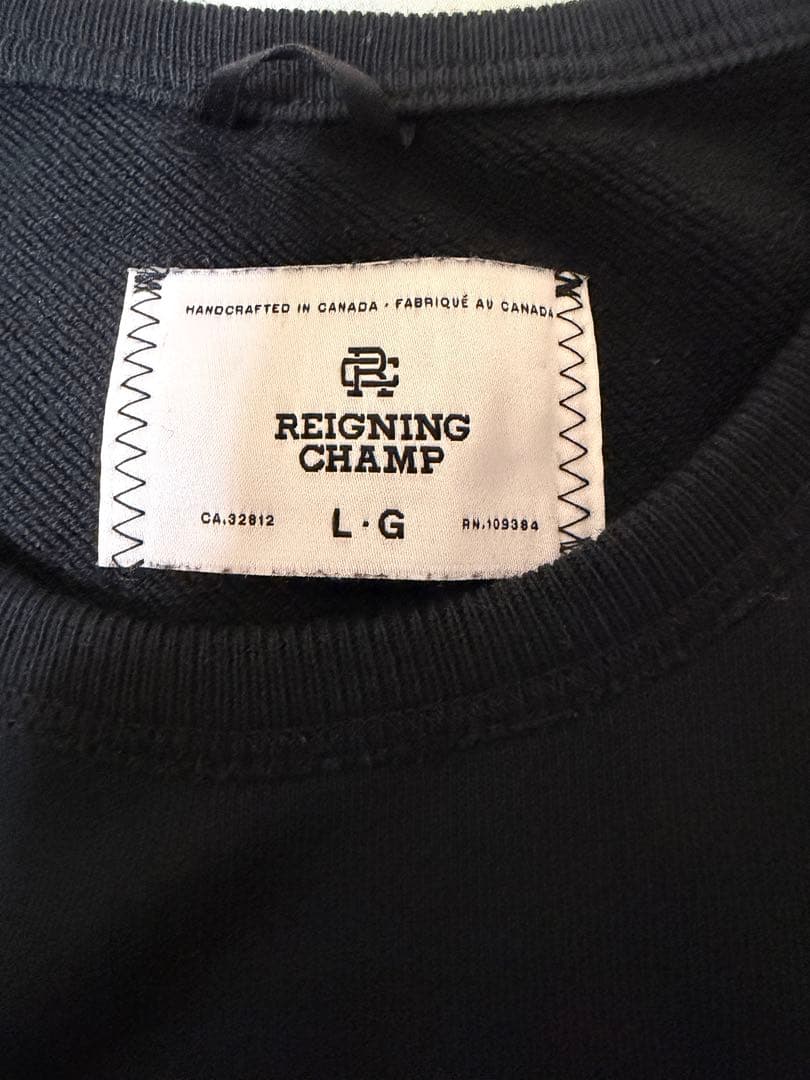 HANDCRAFTED IN CANADA · FABRIQUÉ AU CANADA
RC
REIGNING
CHAMP
CA.32812 L·G RN.109384